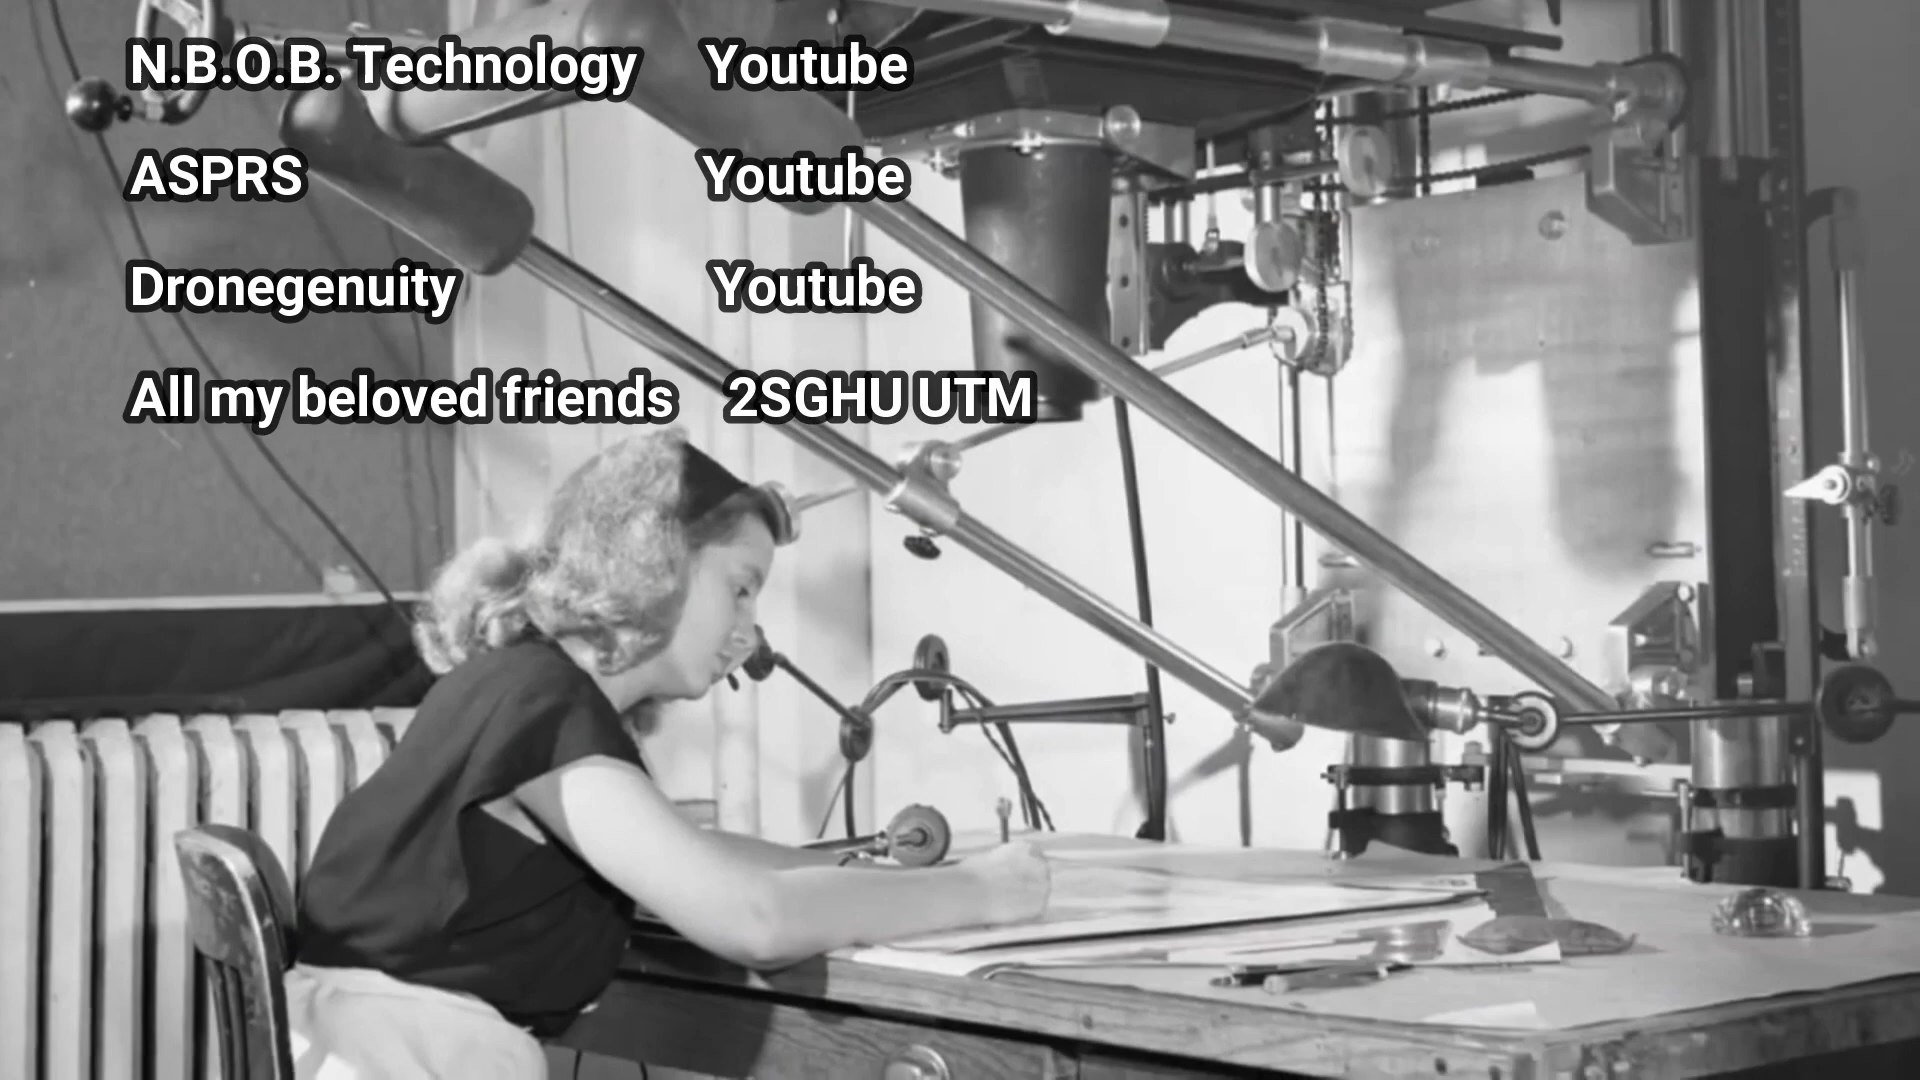 N.B.O.B. Technology Youtube
ASPRS Youtube
Dronegenuity Youtube
All my beloved friends 2SGHU UTM